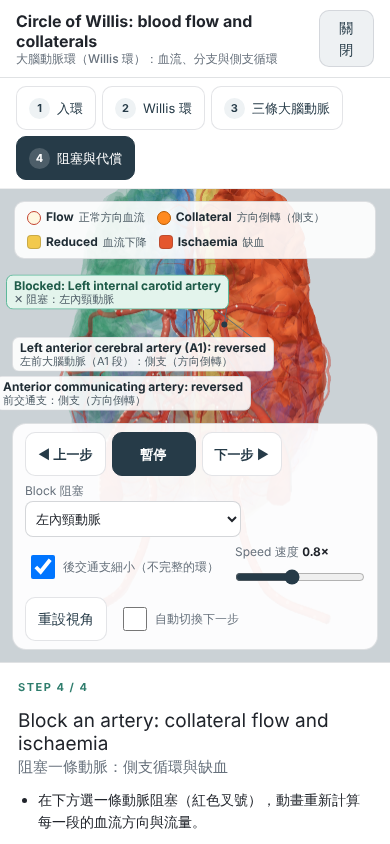 Circle of Willis: blood flow and
collaterals
大腦動脈環（Willis 環）：血流、分支與側支循環
關
閉
1 入環
2 Willis 環
3 三條大腦動脈
4 阻塞與代償
Flow 正常方向血流
Collateral 方向倒轉（側支）
Reduced 血流下降
Ischaemia 缺血
Blocked: Left internal carotid artery
✕ 阻塞：左內頸動脈
Left anterior cerebral artery (A1): reversed
左前大腦動脈（A1 段）：側支（方向倒轉）
Anterior communicating artery: reversed
前交通支：側支（方向倒轉）
◀ 上一步
暫停
下一步 ▶
Block 阻塞
左內頸動脈
後交通支細小（不完整的環）
Speed 速度 0.8×
重設視角
自動切換下一步
STEP 4 / 4
Block an artery: collateral flow and
ischaemia
阻塞一條動脈：側支循環與缺血
• 在下方選一條動脈阻塞（紅色叉號），動畫重新計算
每一段的血流方向與流量。